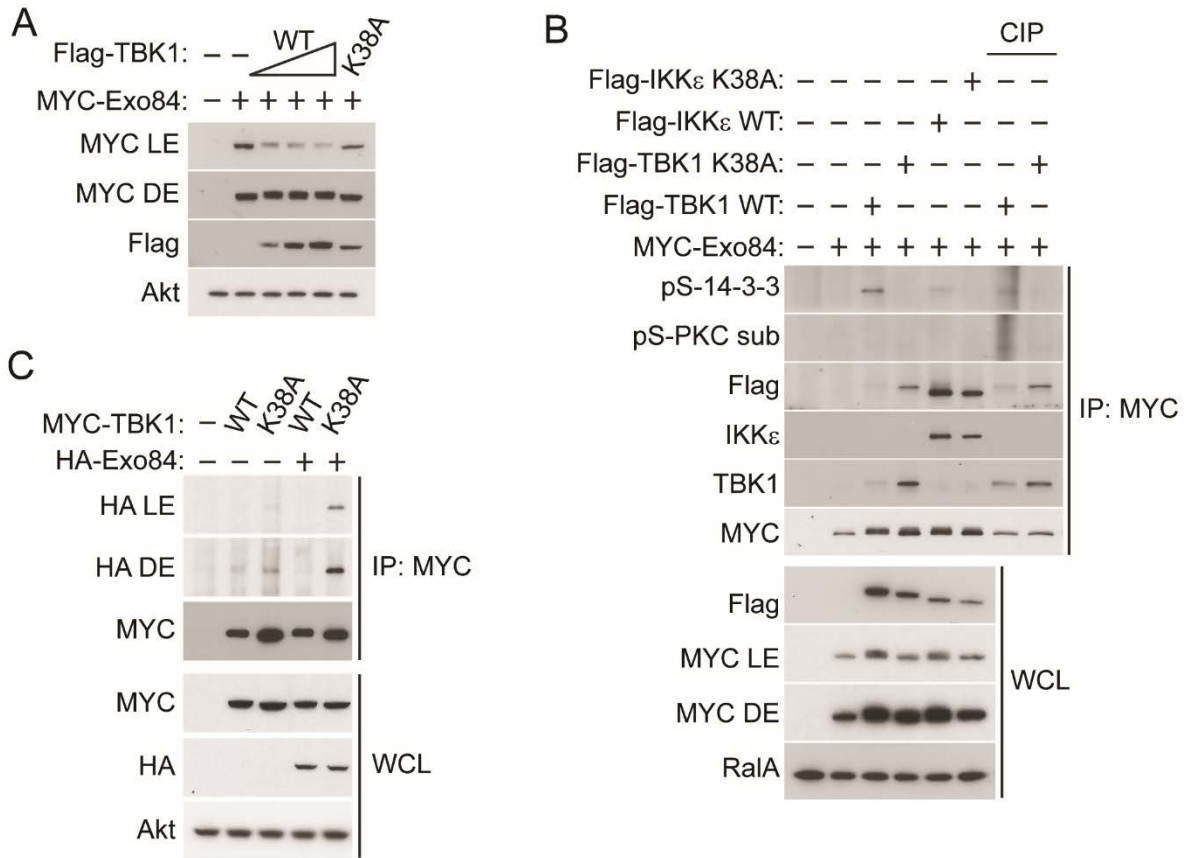 A
Flag-TBK1: – – WT K38A
MYC-Exo84: – + + + + +
MYC LE
MYC DE
Flag
Akt
B
CIP
Flag-IKKε K38A: – – – – – + – –
Flag-IKKε WT: – – – – + – – –
Flag-TBK1 K38A: – – – + – – – +
Flag-TBK1 WT: – – + – – – + –
MYC-Exo84: – + + + + + + +
pS-14-3-3
pS-PKC sub
Flag
IKKε
TBK1
MYC
IP: MYC
Flag
MYC LE
MYC DE
RalA
WCL
C
MYC-TBK1: – WT K38A WT K38A
HA-Exo84: – – – + +
HA LE
HA DE
MYC
IP: MYC
MYC
HA
Akt
WCL